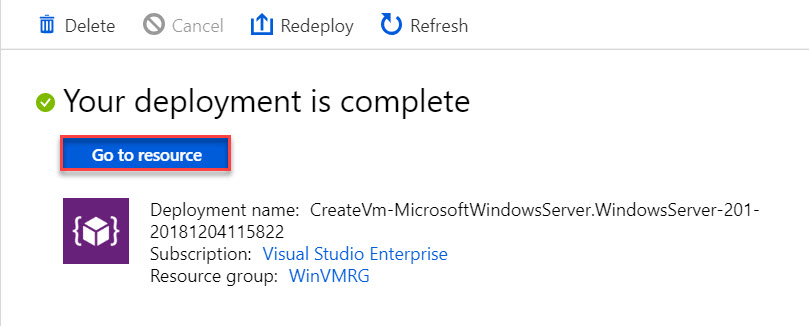 Delete Cancel Redeploy Refresh
Your deployment is complete
Go to resource
Deployment name: CreateVm-MicrosoftWindowsServer.WindowsServer-201-
20181204115822
Subscription: Visual Studio Enterprise
Resource group: WinVMRG